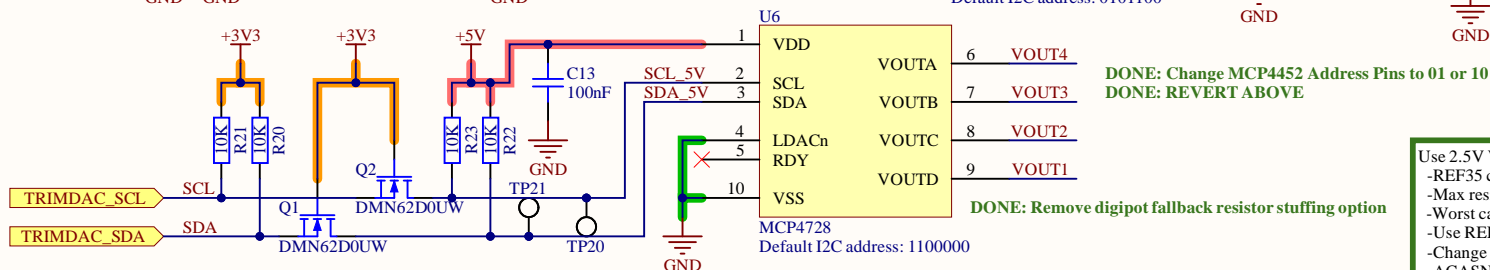 GND GND
GND
Default I2C address: 0101100
GND
GND
U6
+3V3
+3V3
+5V
1
VDD
6
VOUT4
VOUTA
C13
100nF
SCL_5V
2
SCL
SDA_5V
3
SDA
7
VOUT3
VOUTB
DONE: Change MCP4452 Address Pins to 01 or 10
DONE: REVERT ABOVE
10K
R21
10K
R20
10K
R23
10K
R22
4
LDACn
5
RDY
8
VOUT2
VOUTC
GND
Q2
9
VOUT1
VOUTD
TRIMDAC_SCL
SCL
DMN62D0UW
TP21
10
VSS
Q1
TRIMDAC_SDA
SDA
DMN62D0UW
TP20
MCP4728
Default I2C address: 1100000
GND
DONE: Remove digipot fallback resistor stuffing option
Use 2.5V
-REF35
-Max res
-Worst ca
-Use REF
-Change